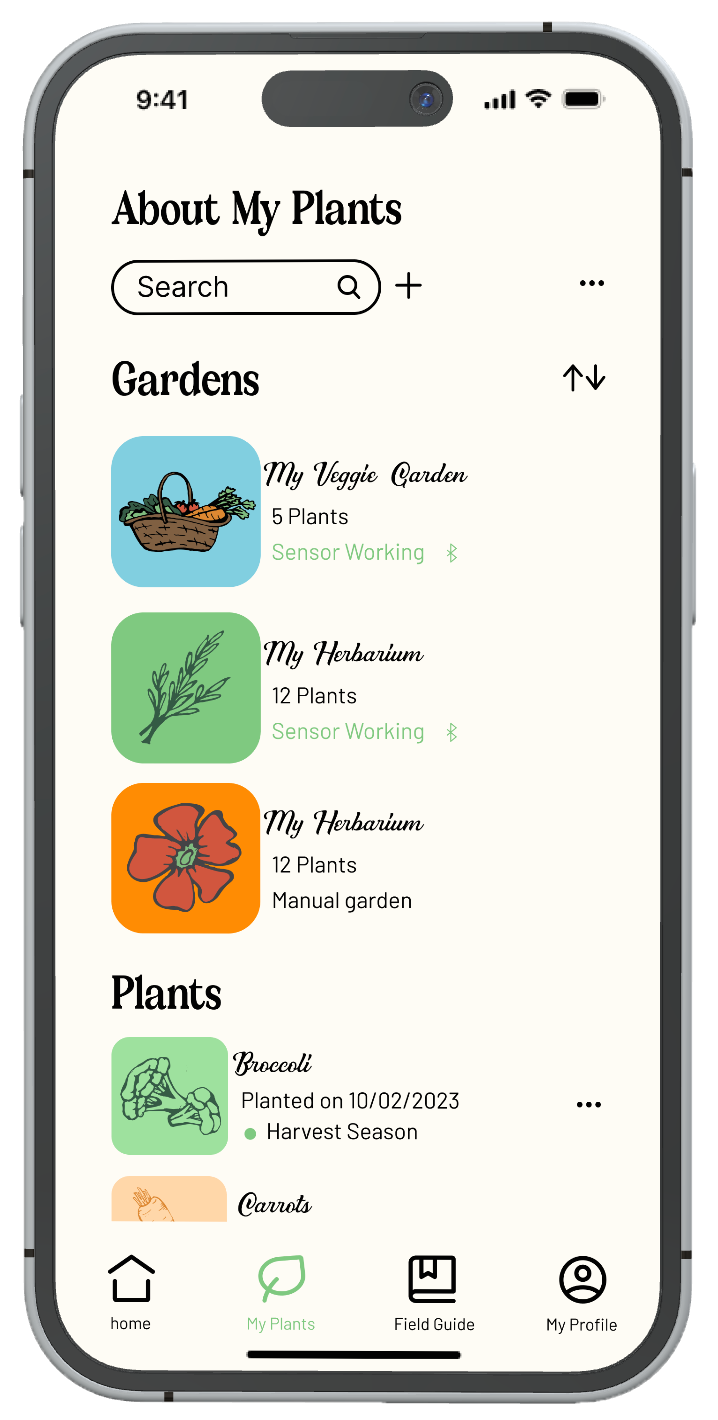 9:41
About My Plants
Search
Gardens
My Veggie Garden
5 Plants
Sensor Working
My Herbarium
12 Plants
Sensor Working
My Herbarium
12 Plants
Manual garden
Plants
Broccoli
Planted on 10/02/2023
Harvest Season
Carrots
home
My Plants
Field Guide
My Profile